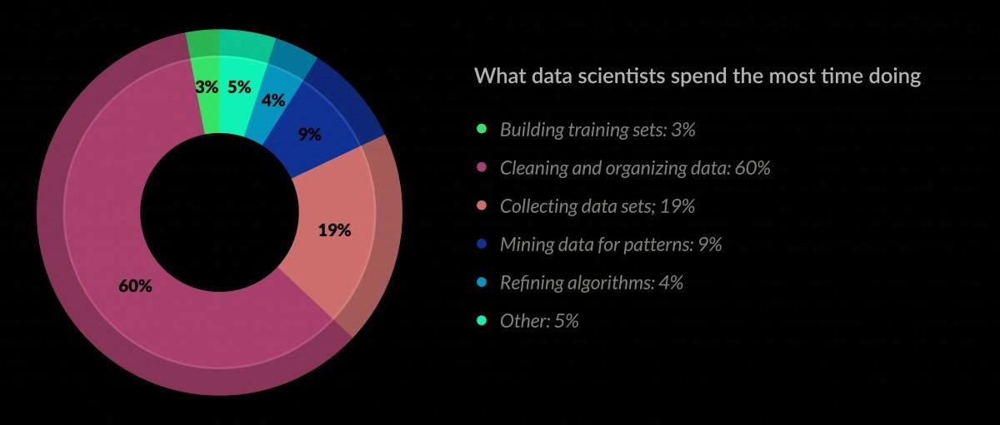 3% 5%
4%
9%
19%
60%
What data scientists spend the most time doing
Building training sets: 3%
Cleaning and organizing data: 60%
Collecting data sets; 19%
Mining data for patterns: 9%
Refining algorithms: 4%
Other: 5%